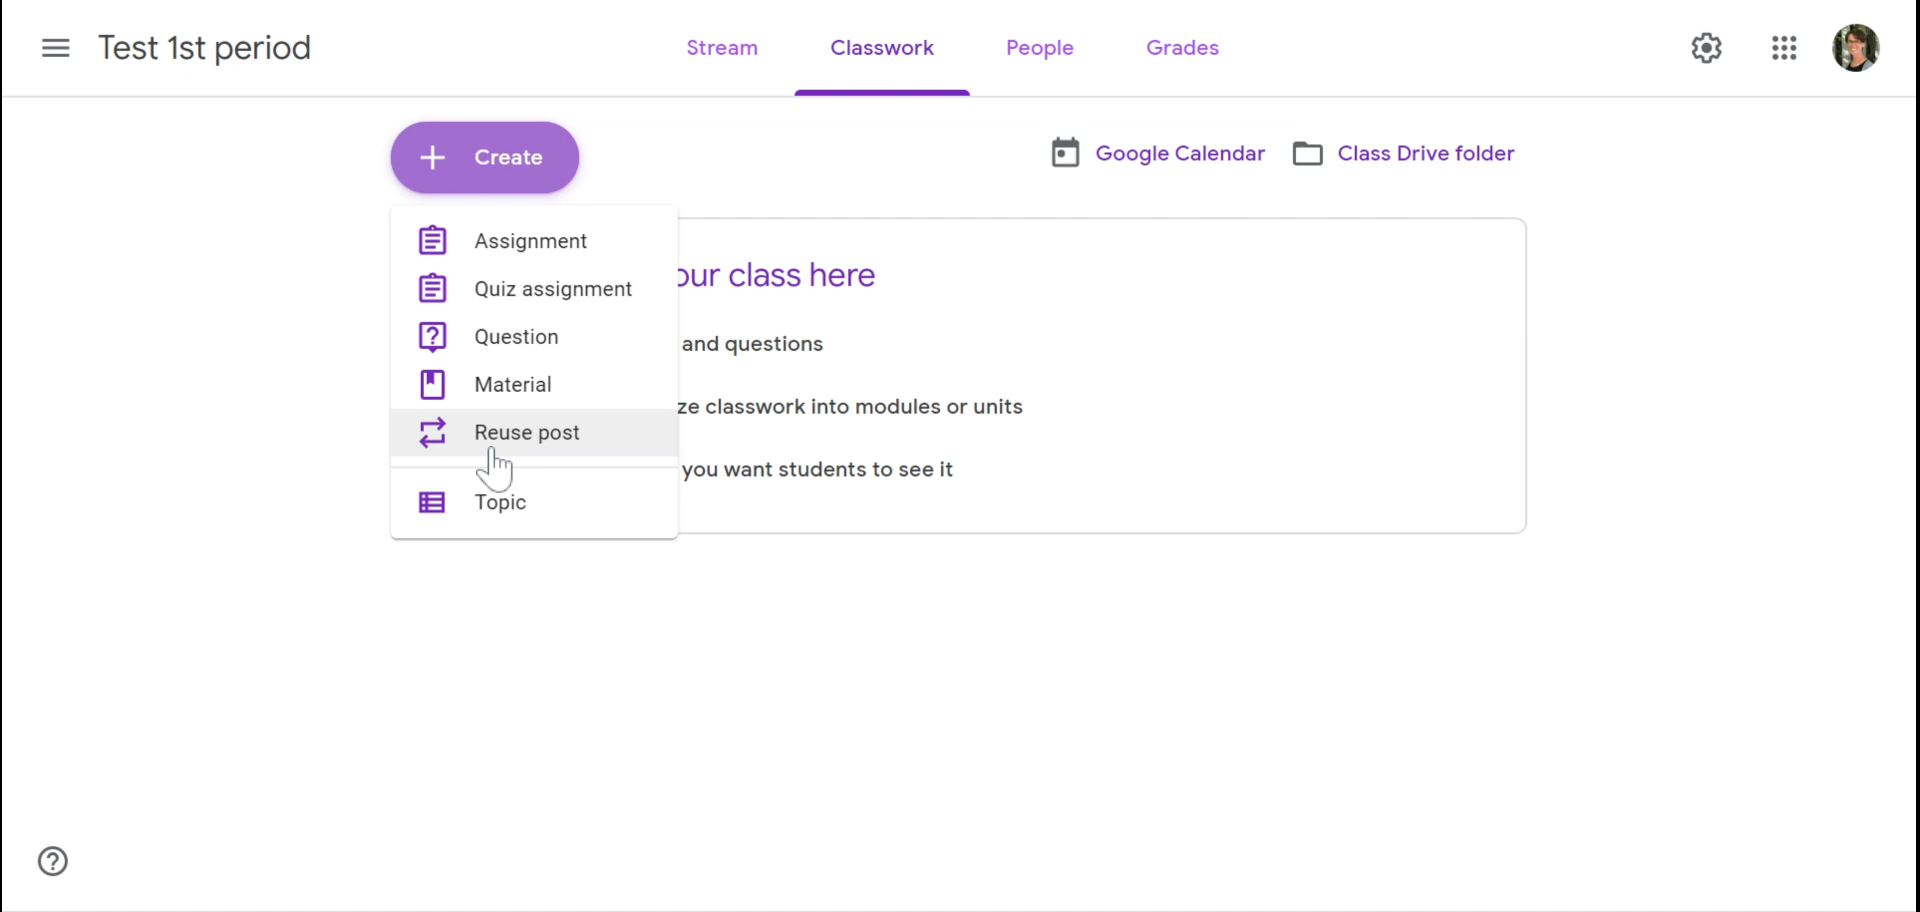 Test 1st period
Stream
Classwork
People
Grades
Create
Google Calendar
Class Drive folder
Assignment
Quiz assignment
Question
Material
Reuse post
Topic
our class here
and questions
ze classwork into modules or units
you want students to see it